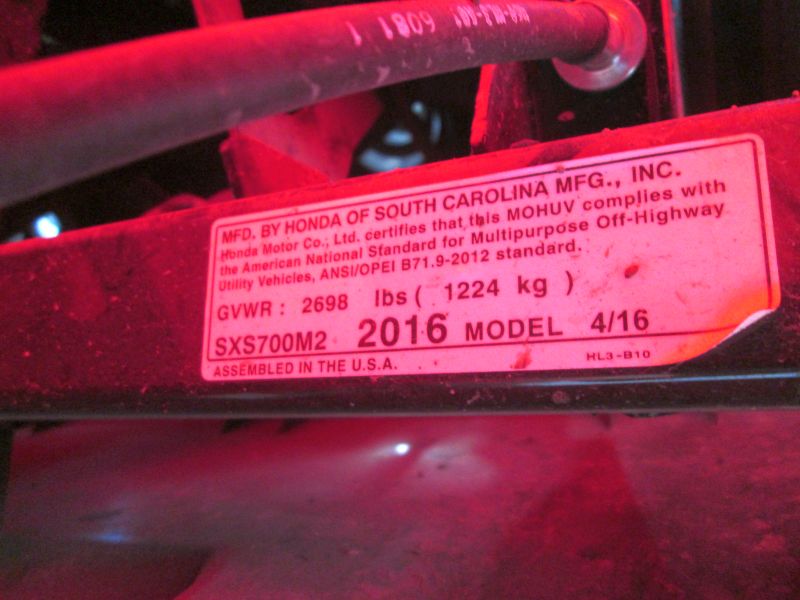 6081 1
MFD. BY HONDA OF SOUTH CAROLINA MFG., INC.
Honda Motor Co., Ltd. certifies that this MOHUV complies with
the American National Standard for Multipurpose Off-Highway
Utility Vehicles, ANSI/OPEI B71.9-2012 standard.
GVWR : 2698 lbs ( 1224 kg )
SXS700M2 2016 MODEL 4/16
ASSEMBLED IN THE U.S.A. HL3-B10